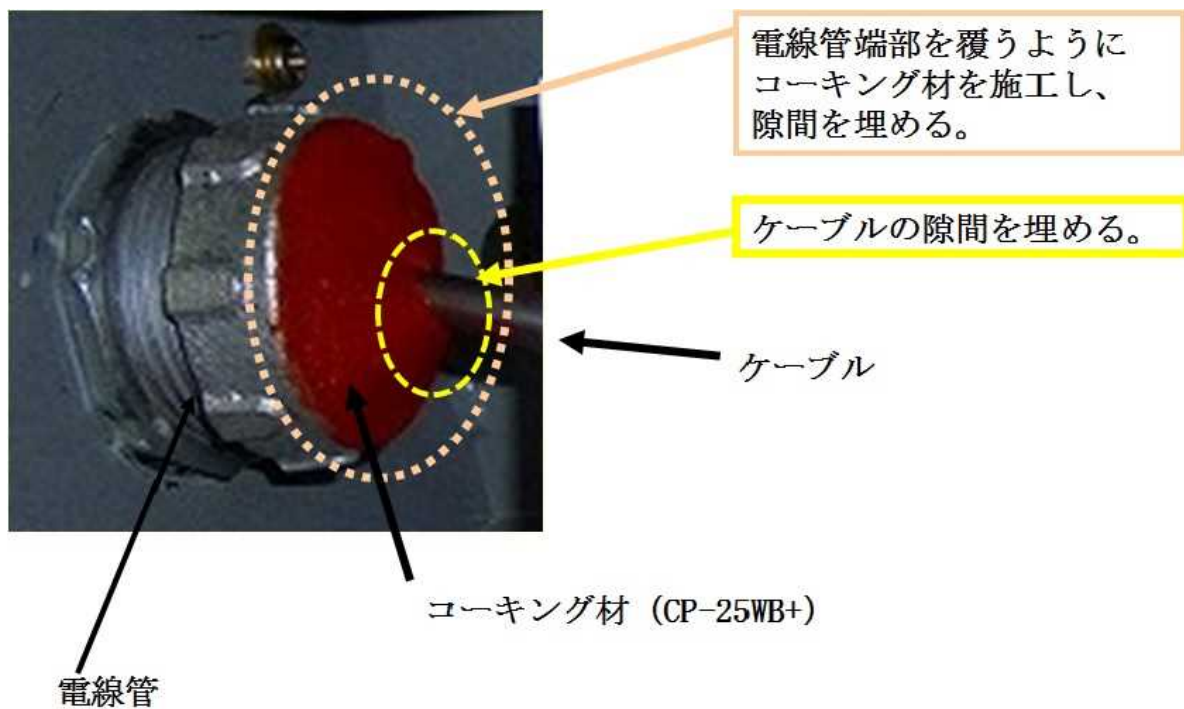 電線管端部を覆うように
コーキング材を施工し、
隙間を埋める。
ケーブルの隙間を埋める。
ケーブル
コーキング材（CP-25WB+）
電線管